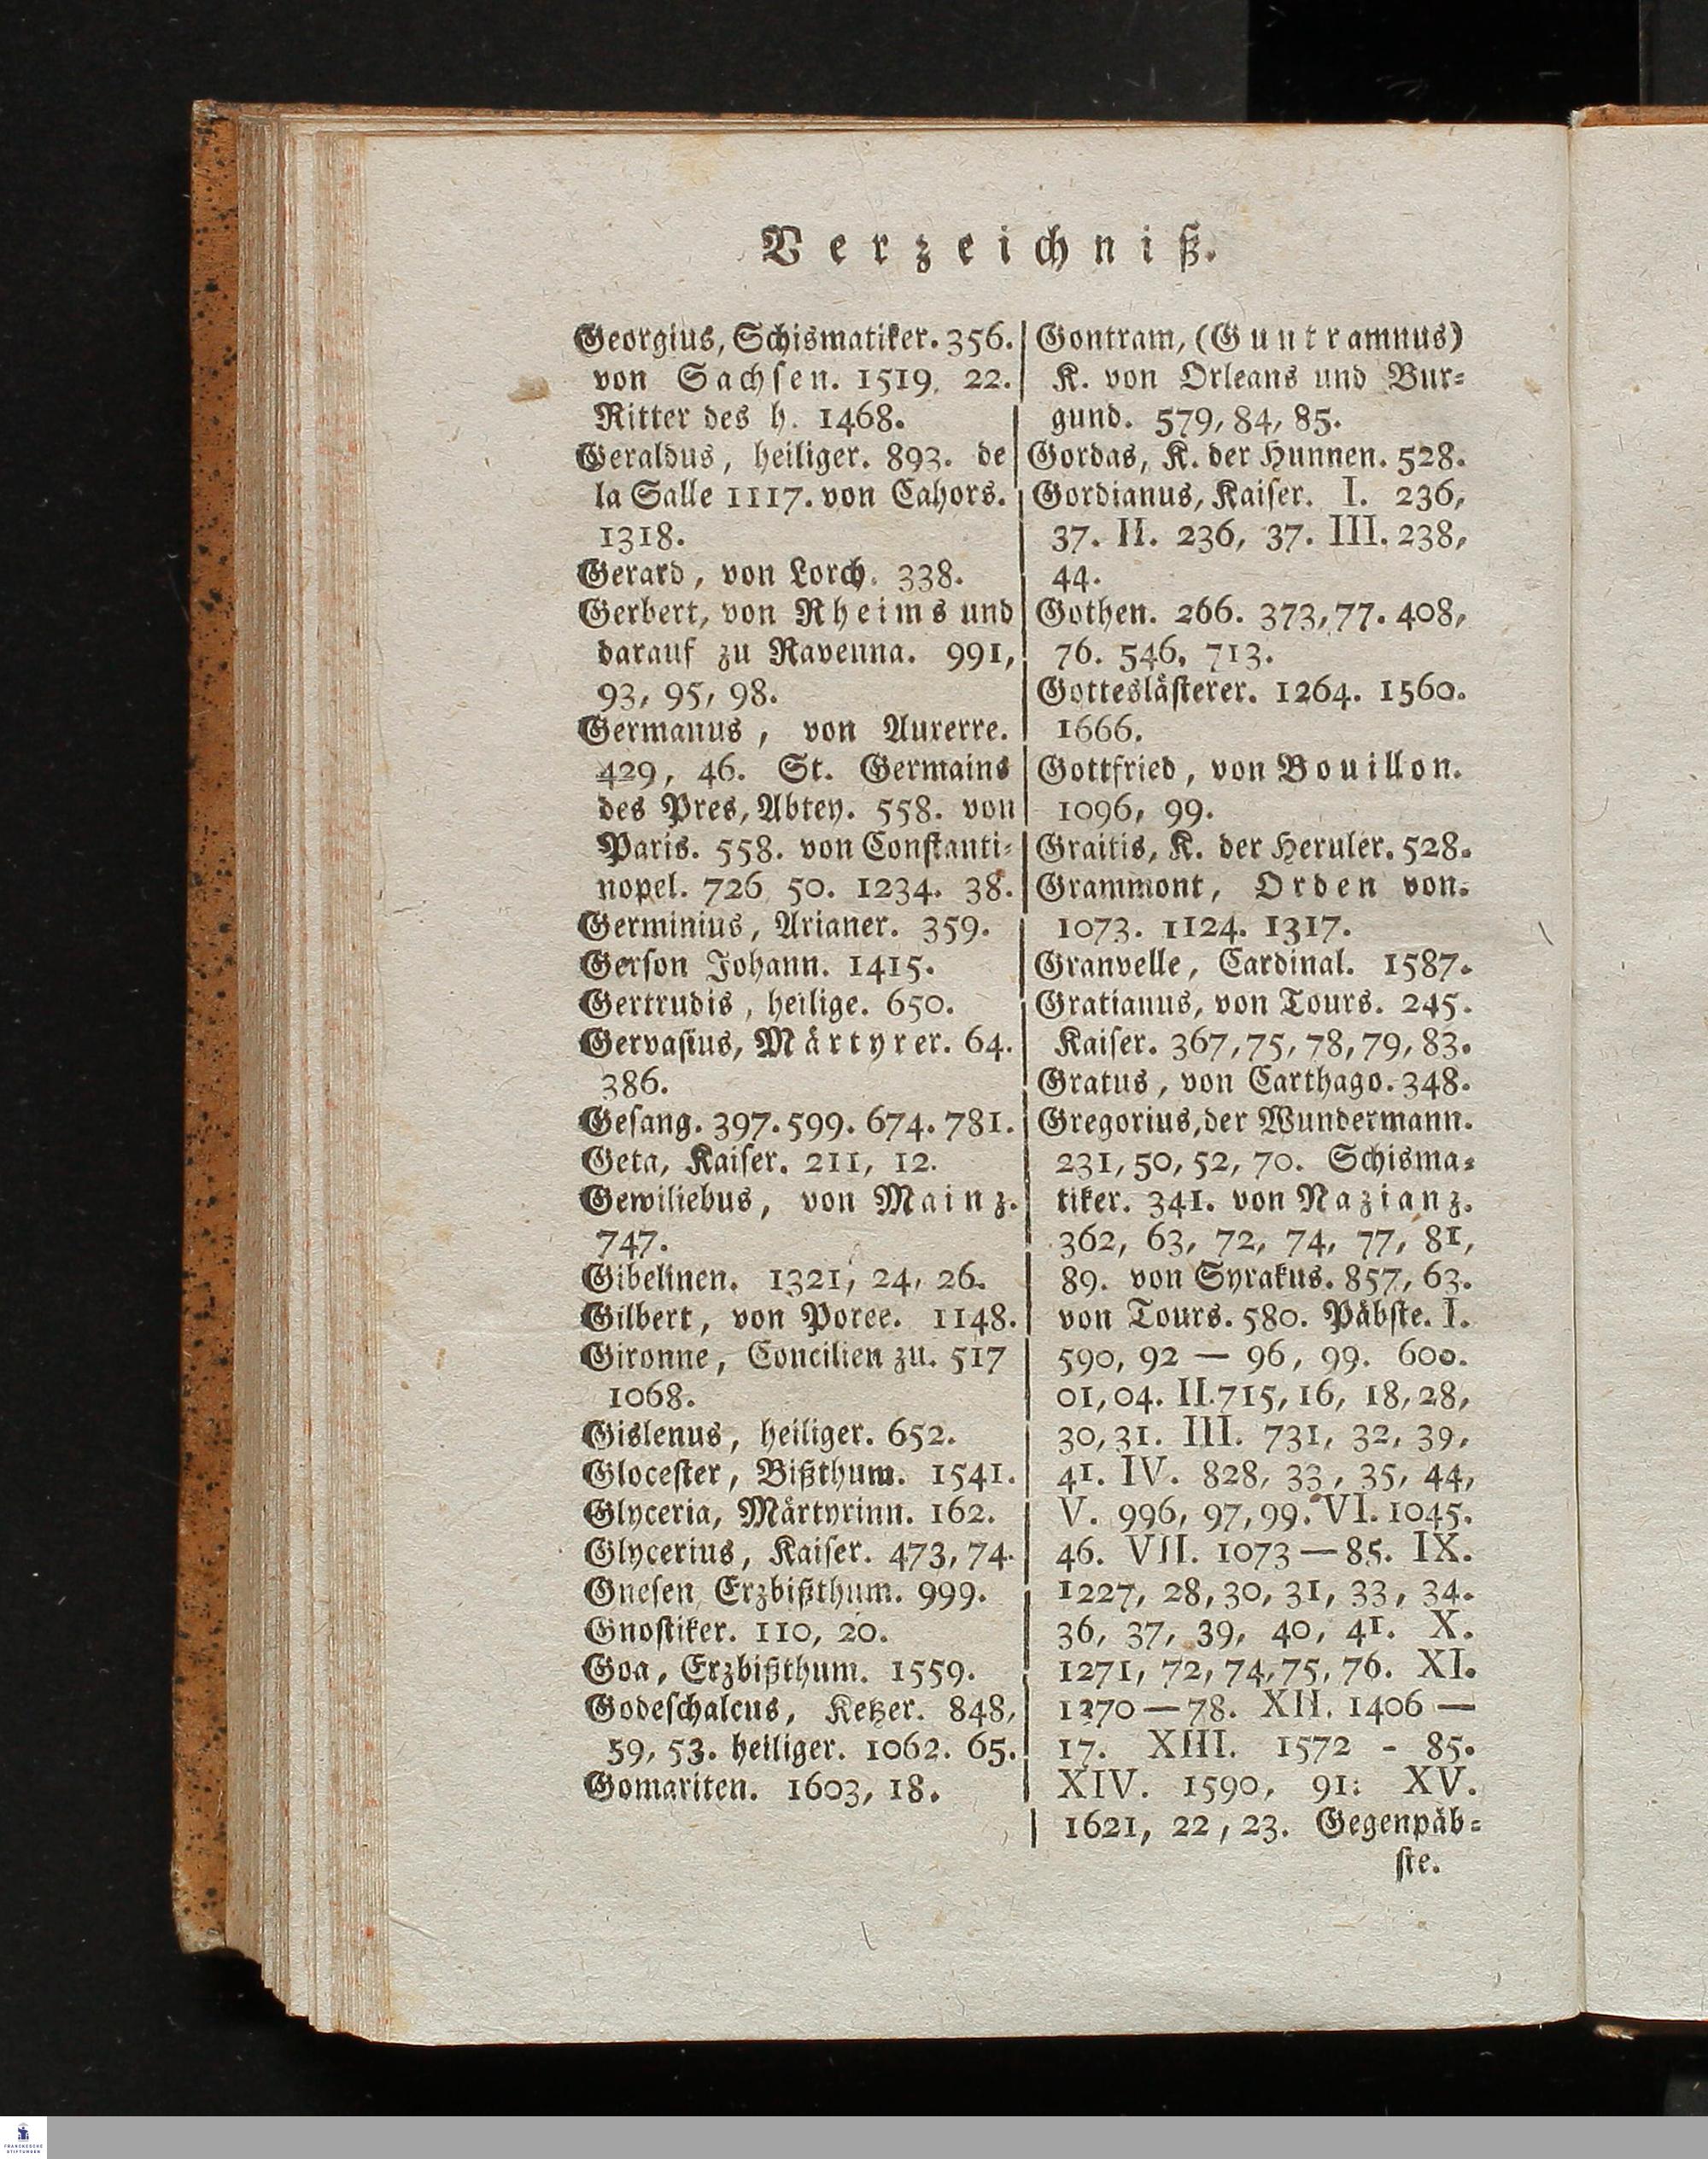 Verzeichniß.
Georgius, Schismatiker. 356.
von Sachsen. 1519. 22.
Ritter des h. 1468.
Geraldus, heiliger. 893. de
la Salle 1117. von Cahors.
1318.
Gerard, von Lorch. 338.
Gerbert, von Rheims und
darauf zu Ravenna. 991,
93, 95, 98.
Germanus, von Auxerre.
429, 46. St. Germains
des Pres, Abtey. 558. von
Paris. 558. von Constanti-
nopel. 726 50. 1234. 38.
Germinius, Arianer. 359.
Gerson Johann. 1415.
Gertrudis, heilige. 650.
Gervasius, Märtyrer. 64.
386.
Gesang. 397. 599. 674. 781.
Geta, Kaiser. 211, 12.
Gewiliebus, von Mainz.
747.
Gibelinen. 1321, 24, 26.
Gilbert, von Poree. 1148.
Gironne, Concilien zu. 517
1068.
Gislenus, heiliger. 652.
Glocester, Bißthum. 1541.
Glyceria, Märtyrinn. 162.
Glycerius, Kaiser. 473, 74.
Gnesen, Erzbißthum. 999.
Gnostiker. 110, 20.
Goa, Erzbißthum. 1559.
Godeschalcus, Ketzer. 848,
59, 53. heiliger. 1062. 65.
Gomariten. 1603, 18.
Gontram, (Guntramnus)
K. von Orleans und Bur-
gund. 579, 84, 85.
Gordas, K. der Hunnen. 528.
Gordianus, Kaiser. I. 236,
37. II. 236, 37. III. 238,
44.
Gothen. 266. 373, 77. 408,
76. 546, 713.
Gotteslästerer. 1264. 1560.
1666.
Gottfried, von Bouillon.
1096, 99.
Graitis, K. der Heruler. 528.
Grammont, Orden von.
1073. 1124. 1317.
Granvelle, Cardinal. 1587.
Gratianus, von Tours. 245.
Kaiser. 367, 75, 78, 79, 83.
Gratus, von Carthago. 348.
Gregorius, der Wundermann.
231, 50, 52, 70. Schisma-
tiker. 341. von Nazianz.
362, 63, 72, 74, 77, 81,
89. von Syrakus. 857, 63.
von Tours. 580. Päbste. I.
590, 92 — 96, 99. 600.
01, 04. II. 715, 16, 18, 28,
30, 31. III. 731, 32, 39,
41. IV. 828, 33, 35, 44,
V. 996, 97, 99. VI. 1045.
46. VII. 1073 — 85. IX.
1227, 28, 30, 31, 33, 34.
36, 37, 39, 40, 41. X.
1271, 72, 74, 75, 76. XI.
1370 — 78. XII. 1406 —
17. XIII. 1572 - 85.
XIV. 1590, 91. XV.
1621, 22, 23. Gegenpäb-
ste.
FRANCKESCHE
STIFTUNGEN